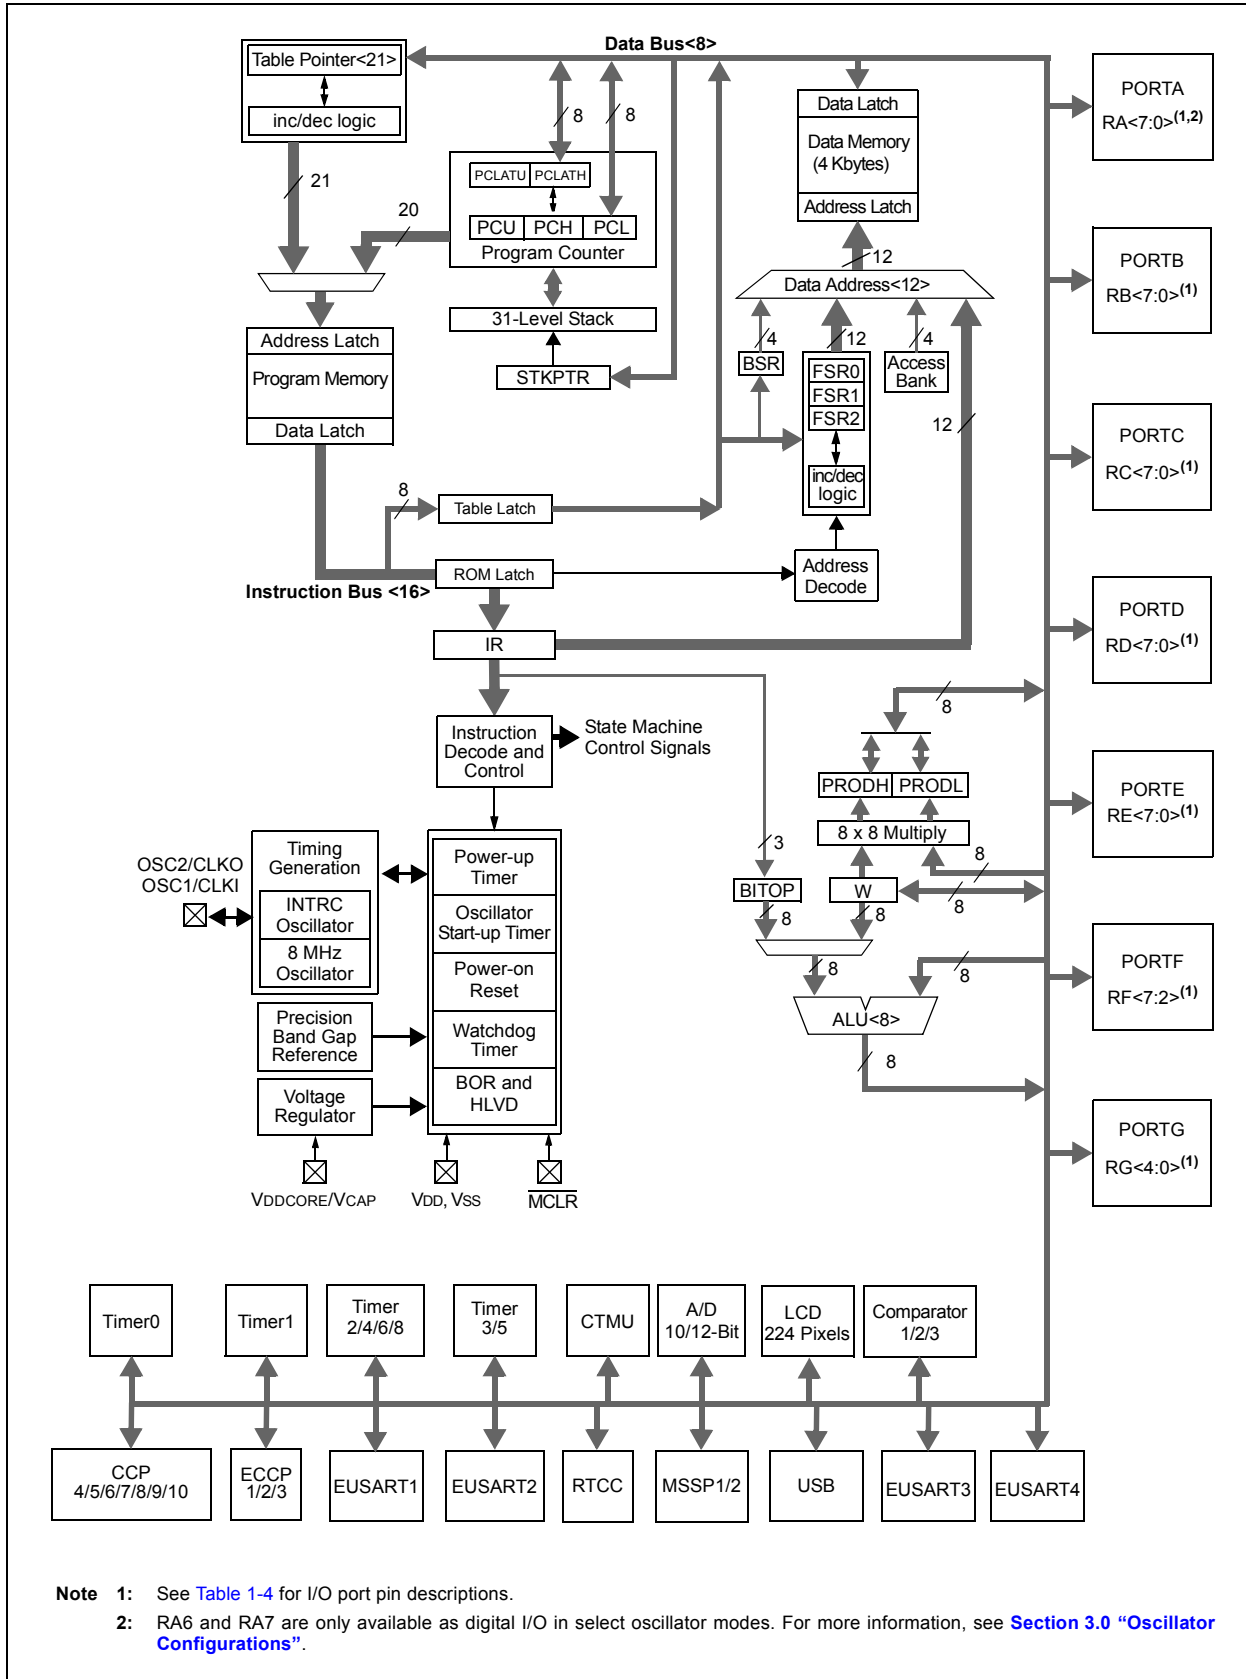 Data Bus<8>
Table Pointer<21>
inc/dec logic
21
20
8
8
PCLATU PCLATH
PCU PCH PCL
Program Counter
31-Level Stack
STKPTR
Data Latch
Data Memory
(4 Kbytes)
Address Latch
12
Data Address<12>
4
12
4
BSR
FSR0
FSR1
FSR2
inc/dec
logic
Access
Bank
12
Address
Decode
Address Latch
Program Memory
Data Latch
8
Table Latch
ROM Latch
Instruction Bus <16>
IR
Instruction
Decode and
Control
State Machine
Control Signals
8
PRODH PRODL
8 x 8 Multiply
3
8
BITOP
W
8
8
8
8
8
ALU<8>
8
OSC2/CLKO
OSC1/CLKI
Timing
Generation
INTRC
Oscillator
8 MHz
Oscillator
Precision
Band Gap
Reference
Voltage
Regulator
Power-up
Timer
Oscillator
Start-up Timer
Power-on
Reset
Watchdog
Timer
BOR and
HLVD
VDDCORE/VCAP
VDD, VSS
MCLR
PORTA
RA<7:0>(1,2)
PORTB
RB<7:0>(1)
PORTC
RC<7:0>(1)
PORTD
RD<7:0>(1)
PORTE
RE<7:0>(1)
PORTF
RF<7:2>(1)
PORTG
RG<4:0>(1)
Timer0
Timer1
Timer
2/4/6/8
Timer
3/5
CTMU
A/D
10/12-Bit
LCD
224 Pixels
Comparator
1/2/3
CCP
4/5/6/7/8/9/10
ECCP
1/2/3
EUSART1
EUSART2
RTCC
MSSP1/2
USB
EUSART3
EUSART4
Note 1: See Table 1-4 for I/O port pin descriptions.
2: RA6 and RA7 are only available as digital I/O in select oscillator modes. For more information, see Section 3.0 “Oscillator
Configurations”.